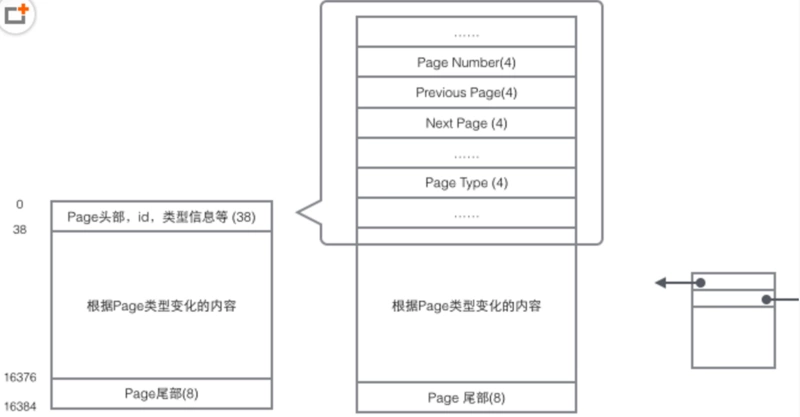 0
Page头部，id，类型信息等 (38)
38
根据Page类型变化的内容
16376
Page尾部(8)
16384
......
Page Number(4)
Previous Page(4)
Next Page (4)
......
Page Type (4)
......
根据Page类型变化的内容
Page 尾部(8)